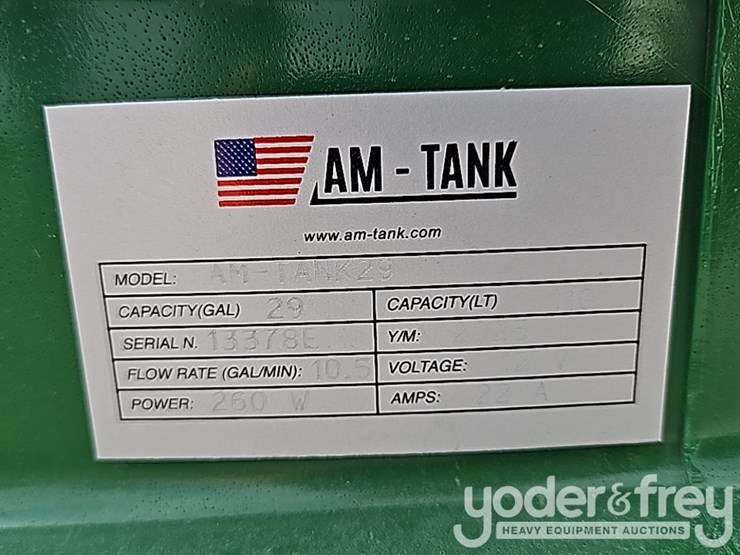 AM - TANK
www.am-tank.com
MODEL: AM-TANK29
CAPACITY(GAL) 29 CAPACITY(LT)
SERIAL N. 13378E Y/M:
FLOW RATE (GAL/MIN): 10.5 VOLTAGE: 12 V
POWER: 260 W AMPS: 22 A
yoder&frey
HEAVY EQUIPMENT AUCTIONS